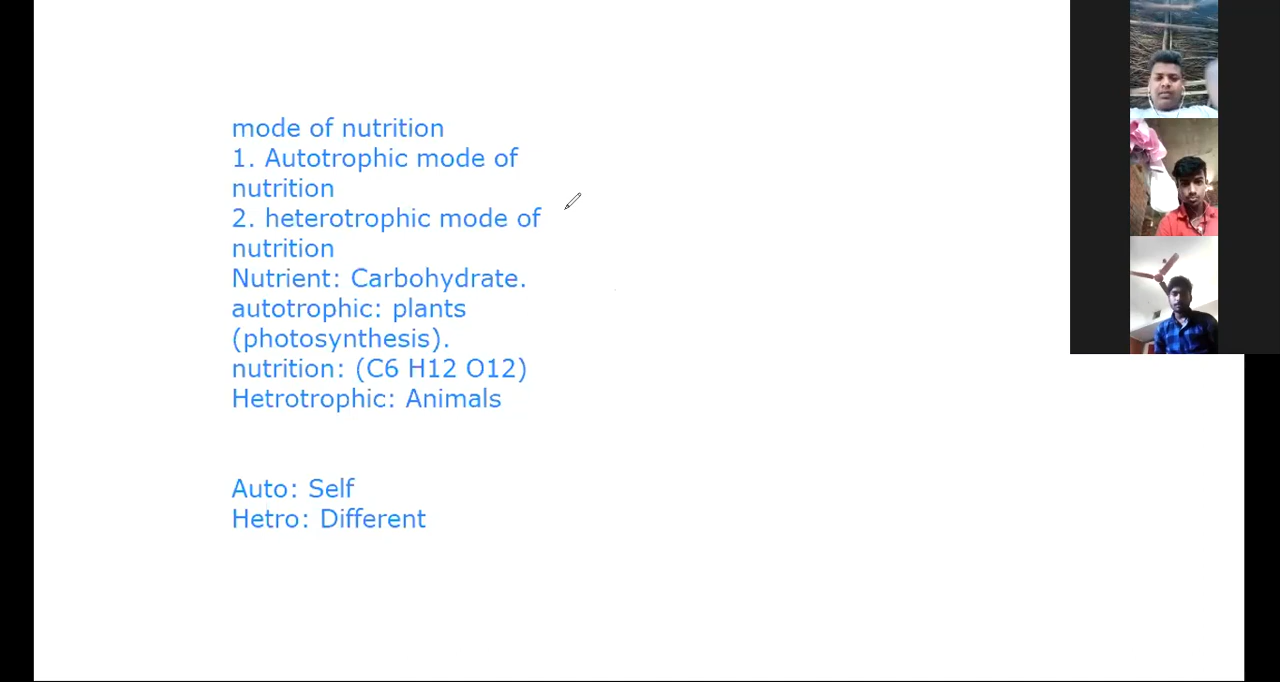 mode of nutrition
1. Autotrophic mode of
nutrition
2. heterotrophic mode of
nutrition
Nutrient: Carbohydrate.
autotrophic: plants
(photosynthesis).
nutrition: (C6 H12 O12)
Hetrotrophic: Animals
Auto: Self
Hetro: Different